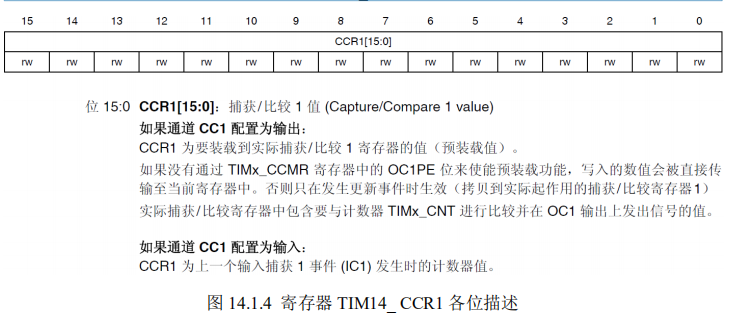 15 14 13 12 11 10 9 8 7 6 5 4 3 2 1 0
CCR1[15:0]
rw rw rw rw rw rw rw rw rw rw rw rw rw rw rw rw
位 15:0 CCR1[15:0]：捕获/比较 1 值 (Capture/Compare 1 value)
如果通道 CC1 配置为输出：
CCR1 为要装载到实际捕获/比较 1 寄存器的值（预装载值）。
如果没有通过 TIMx_CCMR 寄存器中的 OC1PE 位来使能预装载功能，写入的数值会被直接传
输至当前寄存器中。否则只在发生更新事件时生效（拷贝到实际起作用的捕获/比较寄存器1）
实际捕获/比较寄存器中包含要与计数器 TIMx_CNT 进行比较并在 OC1 输出上发出信号的值。
如果通道 CC1 配置为输入：
CCR1 为上一个输入捕获 1 事件 (IC1) 发生时的计数器值。
图 14.1.4 寄存器 TIM14_ CCR1 各位描述